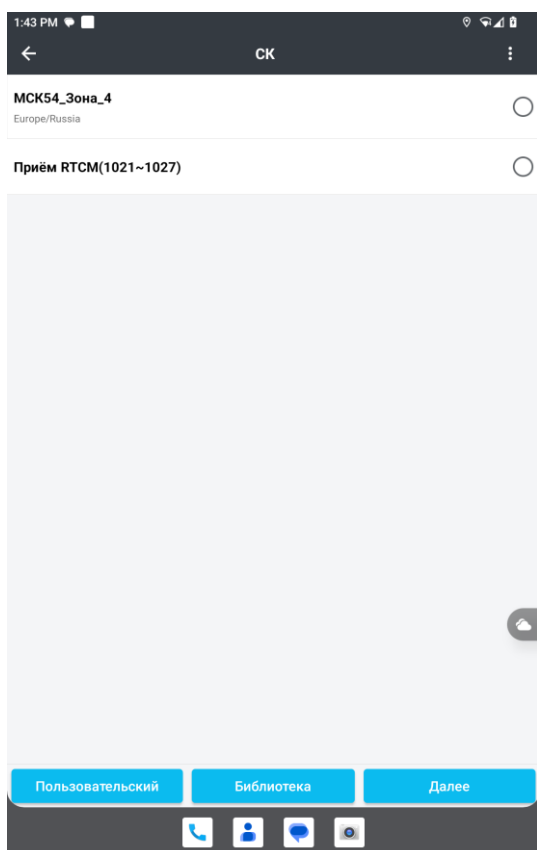 1:43 PM
СК
МСК54_Зона_4
Europe/Russia
Приём RTCM(1021~1027)
Пользовательский
Библиотека
Далее